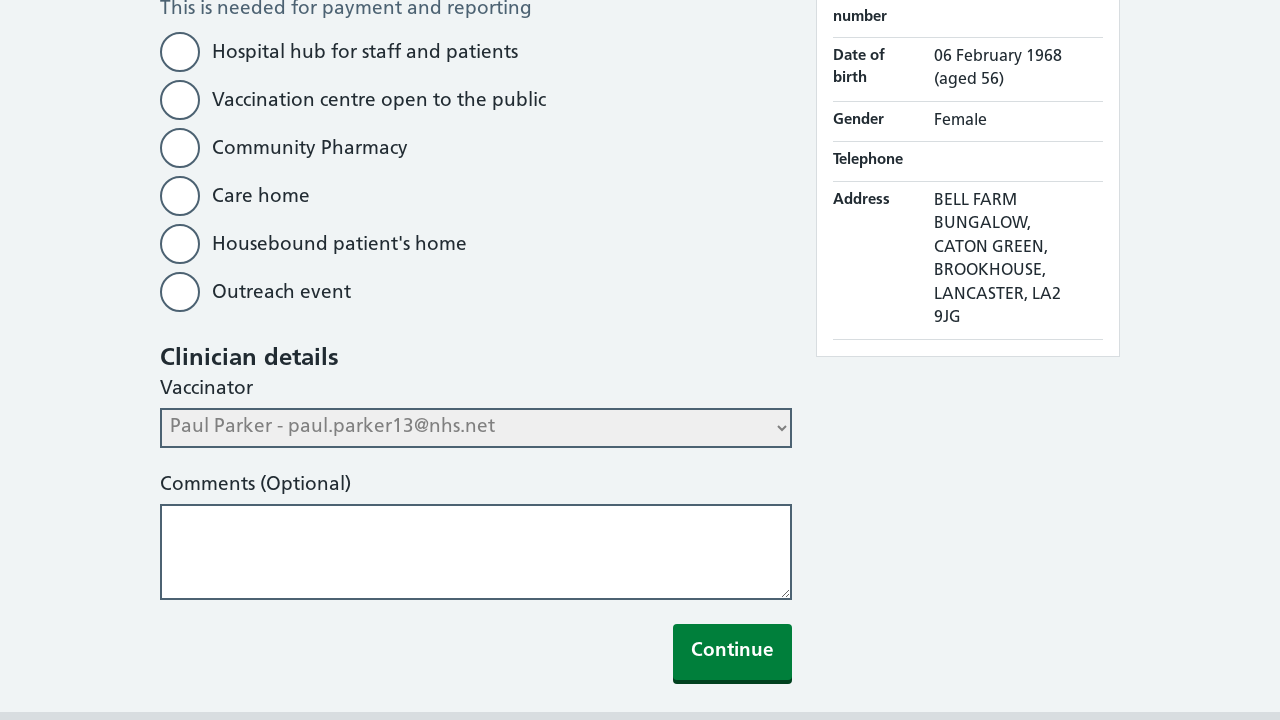 This is needed for payment and reporting
Hospital hub for staff and patients
Vaccination centre open to the public
Community Pharmacy
Care home
Housebound patient's home
Outreach event
Clinician details
Vaccinator
Paul Parker - paul.parker13@nhs.net
Comments (Optional)
Continue
number
Date of birth
06 February 1968
(aged 56)
Gender
Female
Telephone
Address
BELL FARM
BUNGALOW,
CATON GREEN,
BROOKHOUSE,
LANCASTER, LA2
9JG